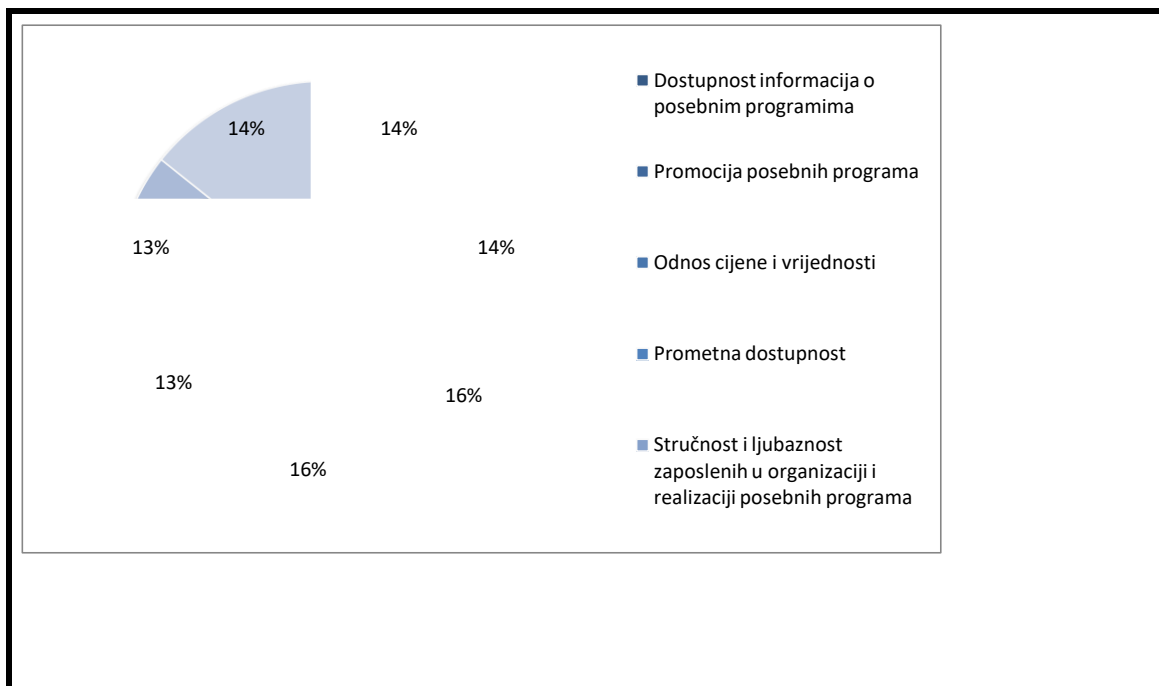 14%
14%
13%
14%
13%
16%
16%
Dostupnost informacija o
posebnim programima
Promocija posebnih programa
Odnos cijene i vrijednosti
Prometna dostupnost
Stručnost i ljubaznost
zaposlenih u organizaciji i
realizaciji posebnih programa